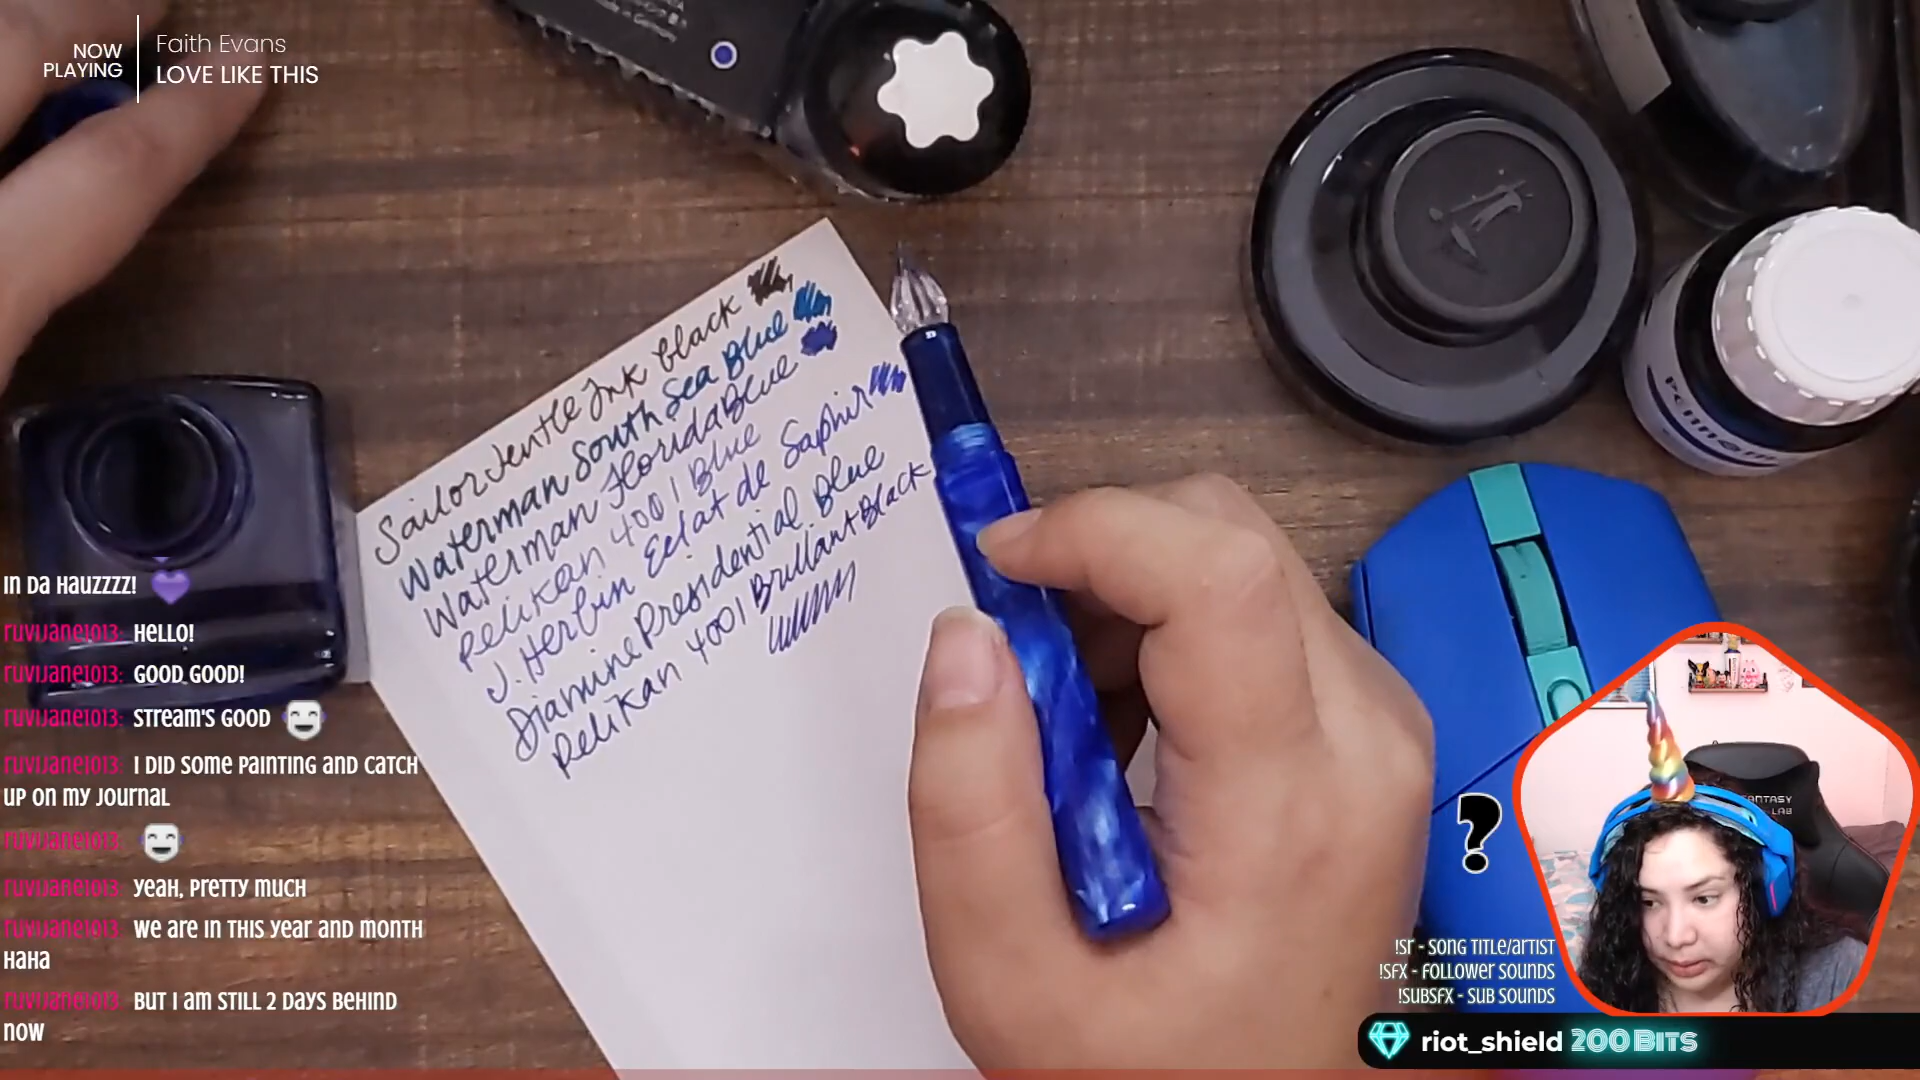 NOW PLAYING
Faith Evans
LOVE LIKE THIS
Sailor Jentle Ink Black
Waterman South Sea Blue
Waterman Florida Blue
Pelikan 4001 Blue
J. Herbin Eclat de Saphir
Diamine Presidential Blue
Pelikan 4001 Brillant Black
IN DA HAUZZZZ!
ruvijane1013: HELLO!
ruvijane1013: GOOD GOOD!
ruvijane1013: STREAM'S GOOD
ruvijane1013: I DID SOME PAINTING AND CATCH
UP ON MY JOURNAL
ruvijane1013:
ruvijane1013: YEAH, PRETTY MUCH
ruvijane1013: WE ARE IN THIS YEAR AND MONTH
HAHA
ruvijane1013: BUT I AM STILL 2 DAYS BEHIND
NOW
FANTASY
LAB
?
!SR - SONG TITLE/ARTIST
!SFX - FOLLOWER SOUNDS
!SUBSFX - SUB SOUNDS
riot_shield 200 BITS